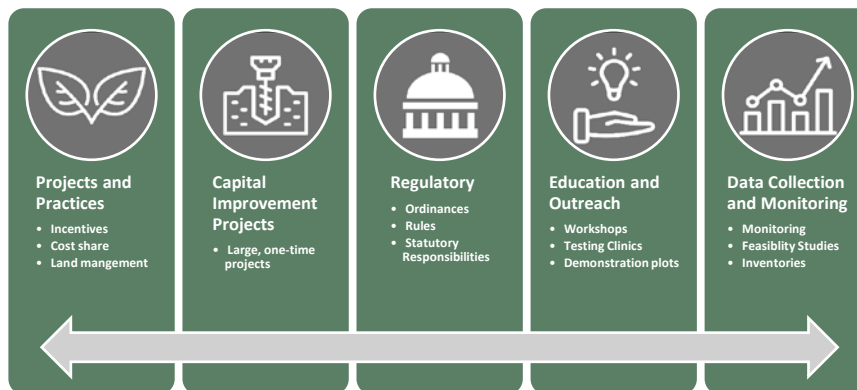 Projects and
Practices
• Incentives
• Cost share
• Land mangement
Capital
Improvement
Projects
• Large, one-time
projects
Regulatory
• Ordinances
• Rules
• Statutory
Responsibilities
Education and
Outreach
• Workshops
• Testing Clinics
• Demonstration plots
Data Collection
and Monitoring
• Monitoring
• Feasiblity Studies
• Inventories